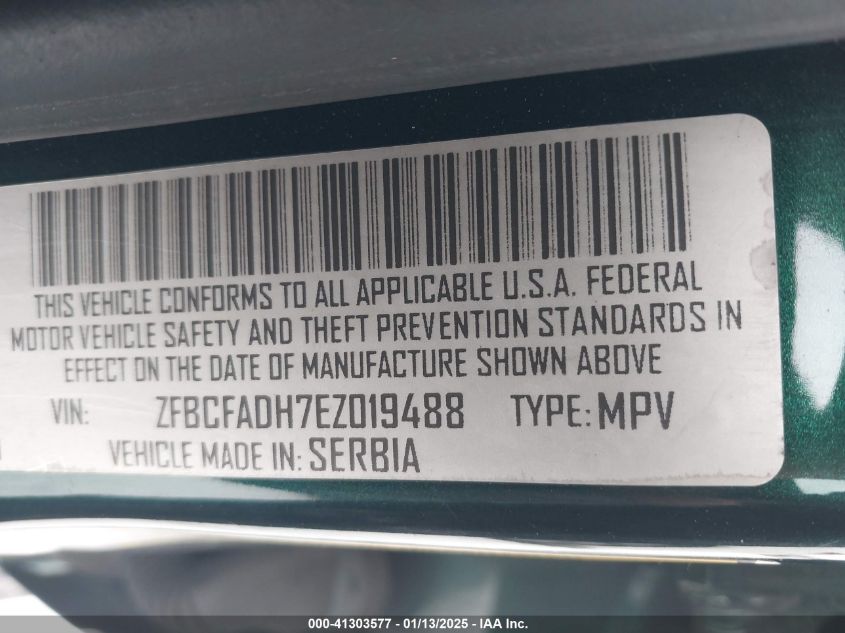 THIS VEHICLE CONFORMS TO ALL APPLICABLE U.S.A. FEDERAL
MOTOR VEHICLE SAFETY AND THEFT PREVENTION STANDARDS IN
EFFECT ON THE DATE OF MANUFACTURE SHOWN ABOVE
VIN: ZFBCFADH7EZ019488 TYPE: MPV
VEHICLE MADE IN: SERBIA
000-41303577 - 01/13/2025 - IAA Inc.